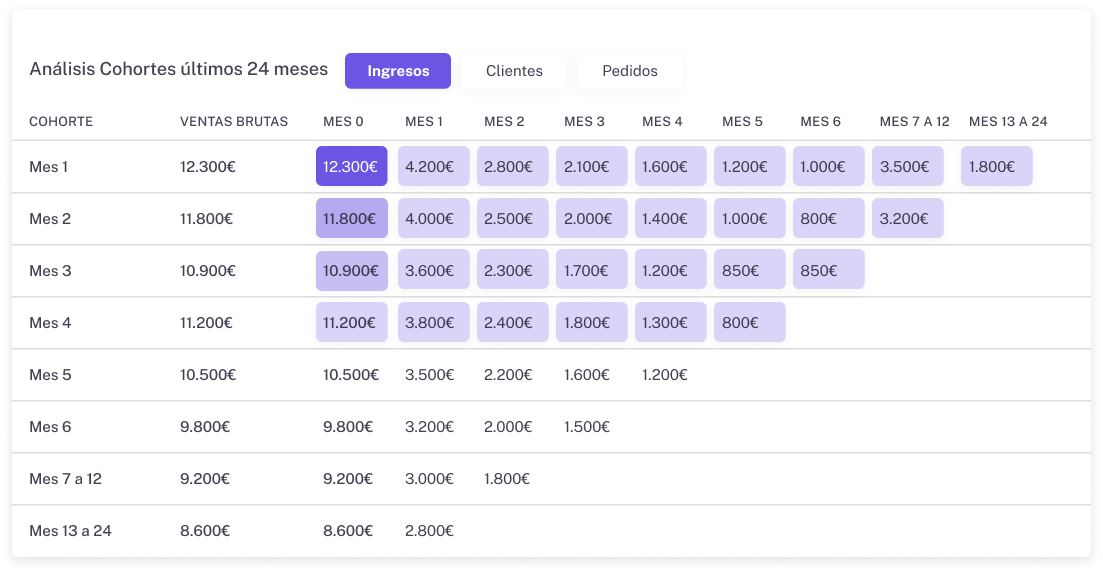 Análisis Cohortes últimos 24 meses Ingresos Clientes Pedidos
COHORTE VENTAS BRUTAS MES 0 MES 1 MES 2 MES 3 MES 4 MES 5 MES 6 MES 7 A 12 MES 13 A 24
Mes 1 12.300€ 12.300€ 4.200€ 2.800€ 2.100€ 1.600€ 1.200€ 1.000€ 3.500€ 1.800€
Mes 2 11.800€ 11.800€ 4.000€ 2.500€ 2.000€ 1.400€ 1.000€ 800€ 3.200€
Mes 3 10.900€ 10.900€ 3.600€ 2.300€ 1.700€ 1.200€ 850€ 850€
Mes 4 11.200€ 11.200€ 3.800€ 2.400€ 1.800€ 1.300€ 800€
Mes 5 10.500€ 10.500€ 3.500€ 2.200€ 1.600€ 1.200€
Mes 6 9.800€ 9.800€ 3.200€ 2.000€ 1.500€
Mes 7 a 12 9.200€ 9.200€ 3.000€ 1.800€
Mes 13 a 24 8.600€ 8.600€ 2.800€